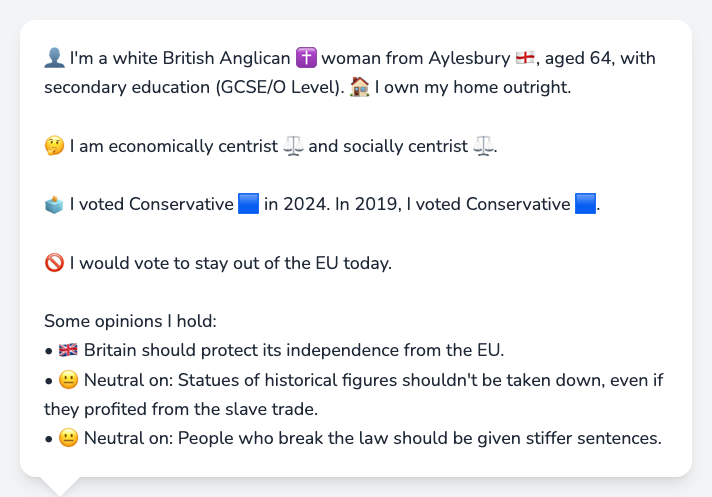 👤 I'm a white British Anglican ✝️ woman from Aylesbury 🏴󠁧󠁢󠁥󠁮󠁧󠁿, aged 64, with
secondary education (GCSE/O Level). 🏠 I own my home outright.
🤔 I am economically centrist ⚖️ and socially centrist ⚖️.
🗳️ I voted Conservative 🟦 in 2024. In 2019, I voted Conservative 🟦.
🚫 I would vote to stay out of the EU today.
Some opinions I hold:
• 🇬🇧 Britain should protect its independence from the EU.
• 😐 Neutral on: Statues of historical figures shouldn't be taken down, even if
they profited from the slave trade.
• 😐 Neutral on: People who break the law should be given stiffer sentences.